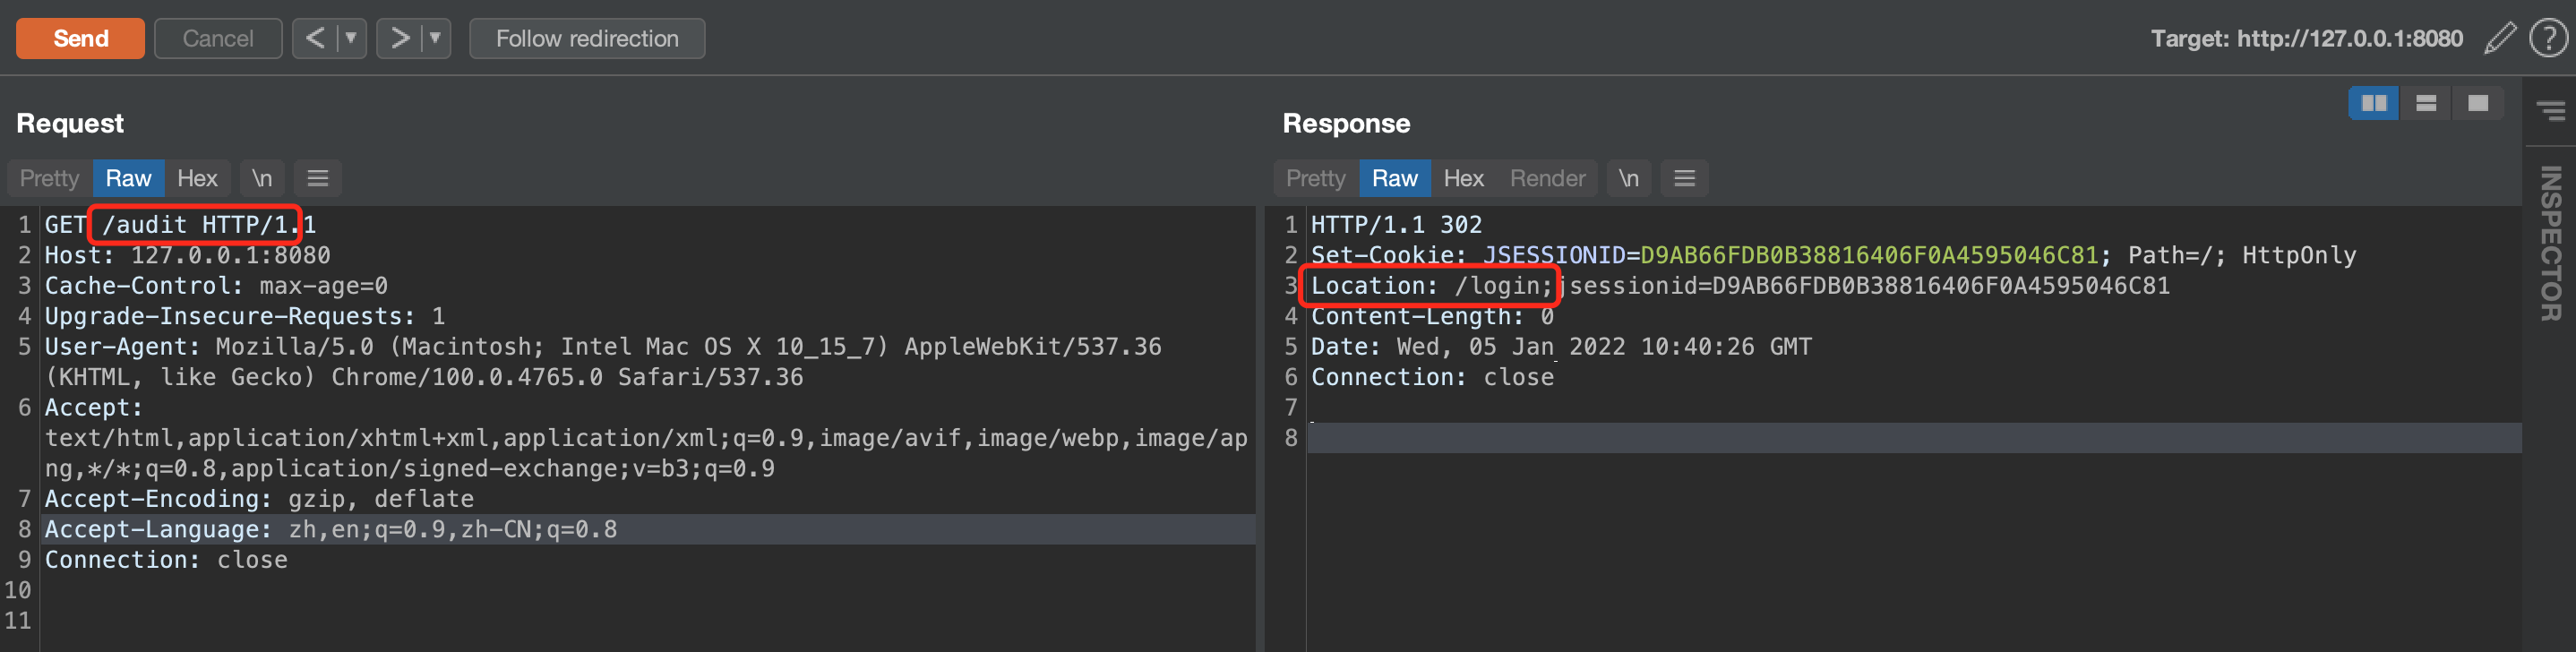 Send Cancel < ▼ > ▼ Follow redirection Target: http://127.0.0.1:8080 ?
Request
Pretty Raw Hex \n
1 GET /audit HTTP/1.1
2 Host: 127.0.0.1:8080
3 Cache-Control: max-age=0
4 Upgrade-Insecure-Requests: 1
5 User-Agent: Mozilla/5.0 (Macintosh; Intel Mac OS X 10_15_7) AppleWebKit/537.36
(KHTML, like Gecko) Chrome/100.0.4765.0 Safari/537.36
6 Accept:
text/html,application/xhtml+xml,application/xml;q=0.9,image/avif,image/webp,image/ap
ng,*/*;q=0.8,application/signed-exchange;v=b3;q=0.9
7 Accept-Encoding: gzip, deflate
8 Accept-Language: zh,en;q=0.9,zh-CN;q=0.8
9 Connection: close
10
11
Response
Pretty Raw Hex Render \n
1 HTTP/1.1 302
2 Set-Cookie: JSESSIONID=D9AB66FDB0B38816406F0A4595046C81; Path=/; HttpOnly
3 Location: /login;jsessionid=D9AB66FDB0B38816406F0A4595046C81
4 Content-Length: 0
5 Date: Wed, 05 Jan 2022 10:40:26 GMT
6 Connection: close
7
8
INSPECTOR